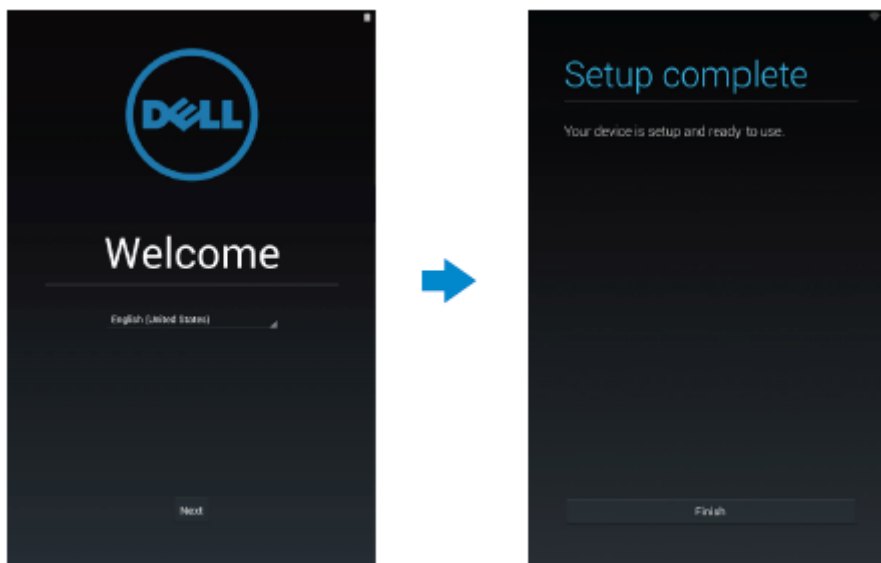 DELL
Welcome
English (United States)
Next
Setup complete
Your device is setup and ready to use.
Finish